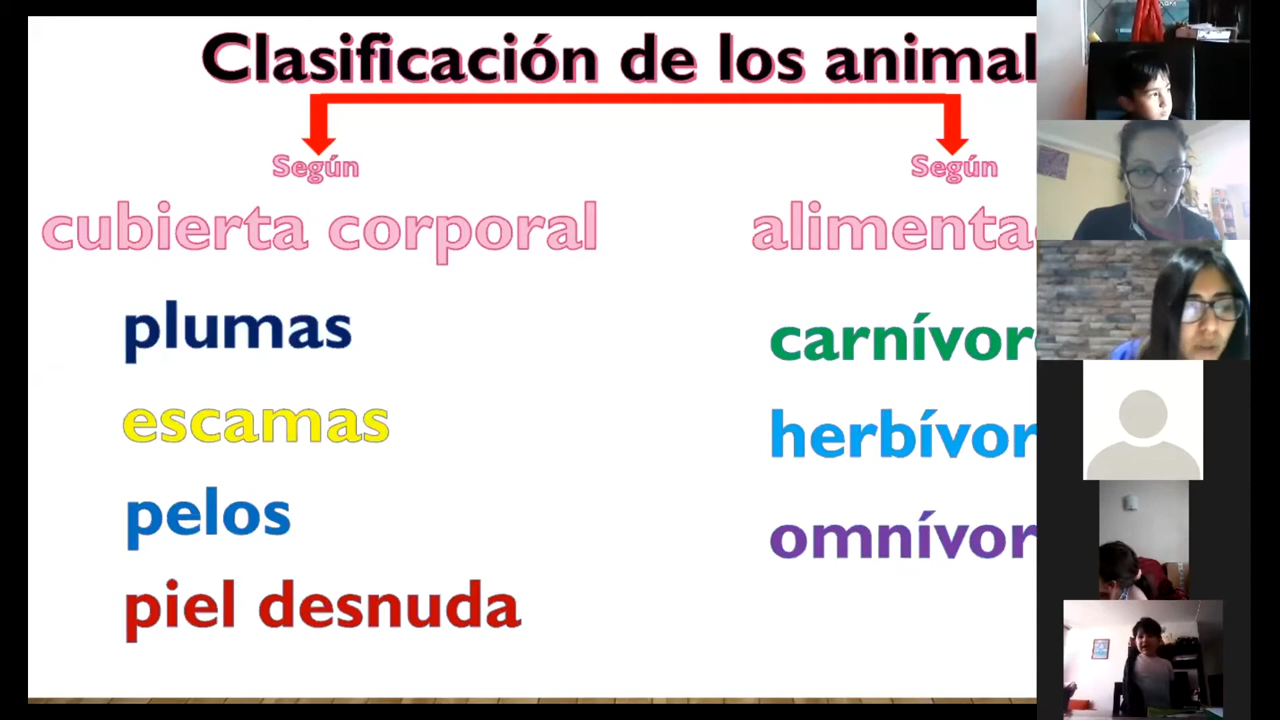 Clasificación de los animal
Según
cubierta corporal
plumas
escamas
pelos
piel desnuda
Según
alimenta
carnívor
herbívor
omnívor